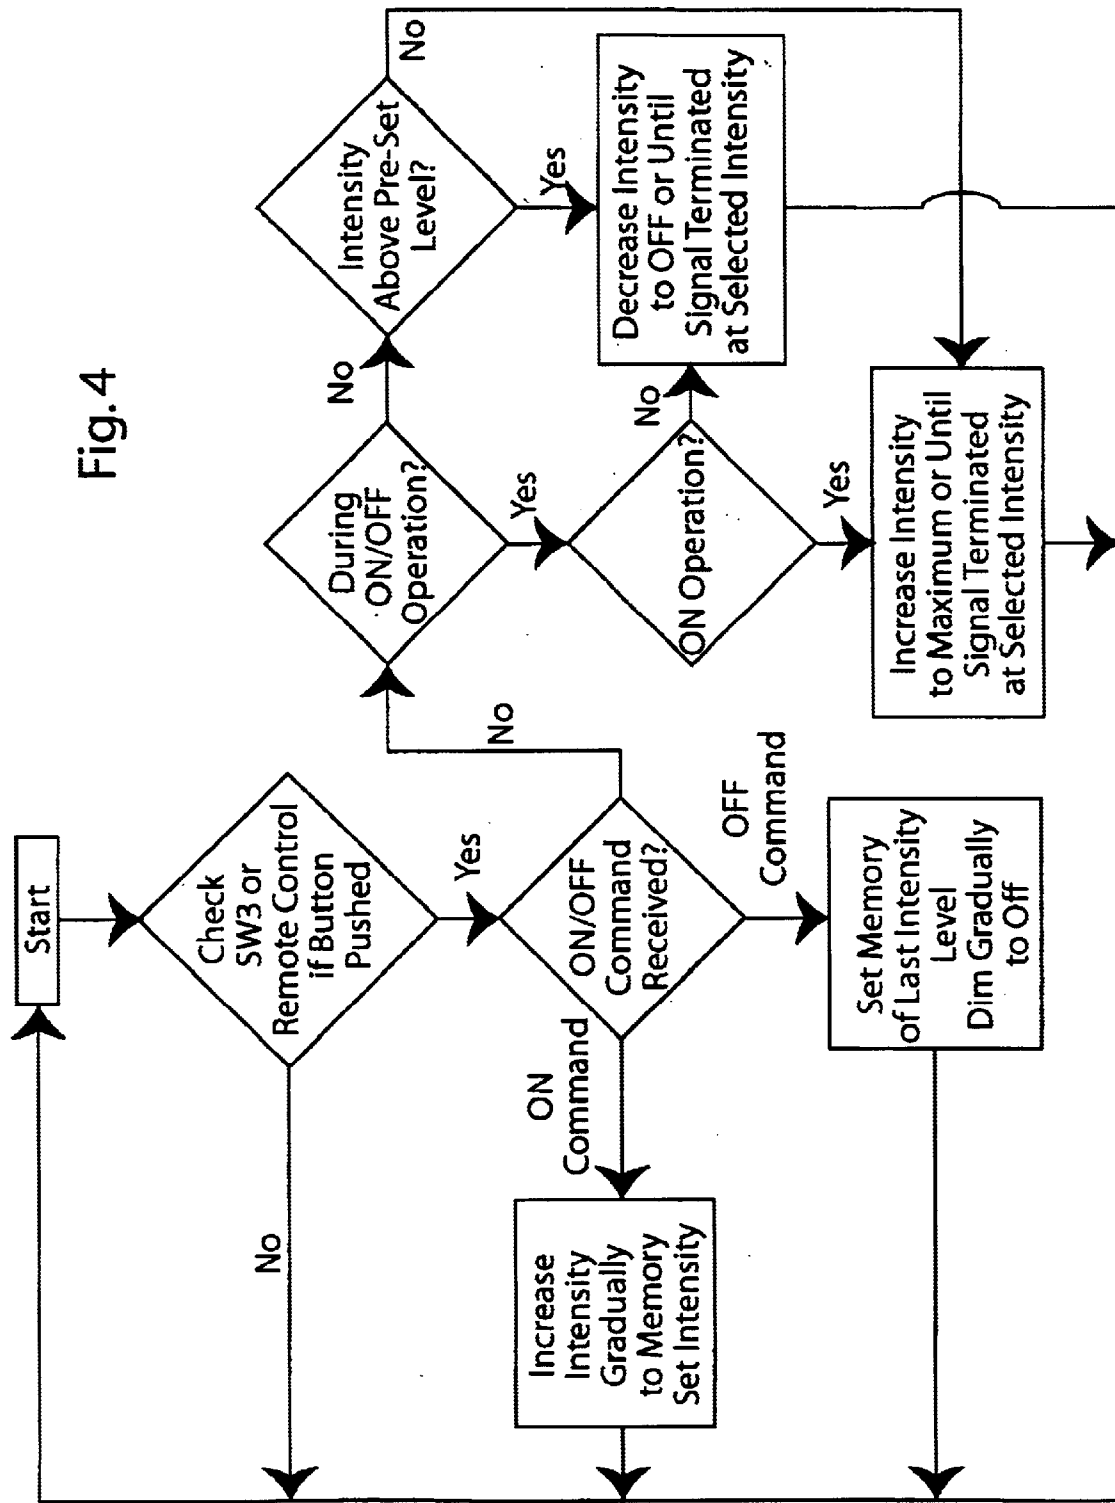 Fig. 4
Start
Check
SW3 or
Remote Control
if Button
Pushed
No
Yes
ON/OFF
Command
Received?
ON
Command
Increase
Intensity
Gradually
to Memory
Set Intensity
OFF
Command
Set Memory
of Last Intensity
Level
Dim Gradually
to Off
No
During
ON/OFF
Operation?
No
Yes
ON Operation?
No
Yes
Intensity
Above Pre-Set
Level?
No
Yes
Decrease Intensity
to OFF or Until
Signal Terminated
at Selected Intensity
Increase Intensity
to Maximum or Until
Signal Terminated
at Selected Intensity